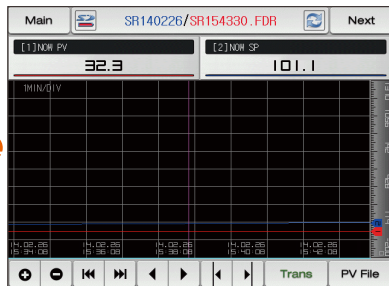 Main SR140226/SR154330.FDR Next
[1]NOW PV [2]NOW SP
32.3 101.1
1MIN/DIV
14.02.26 14.02.26 14.02.26 14.02.26 14.02.26
15:34:08 15:36:08 15:38:08 15:40:08 15:42:08
Trans PV File